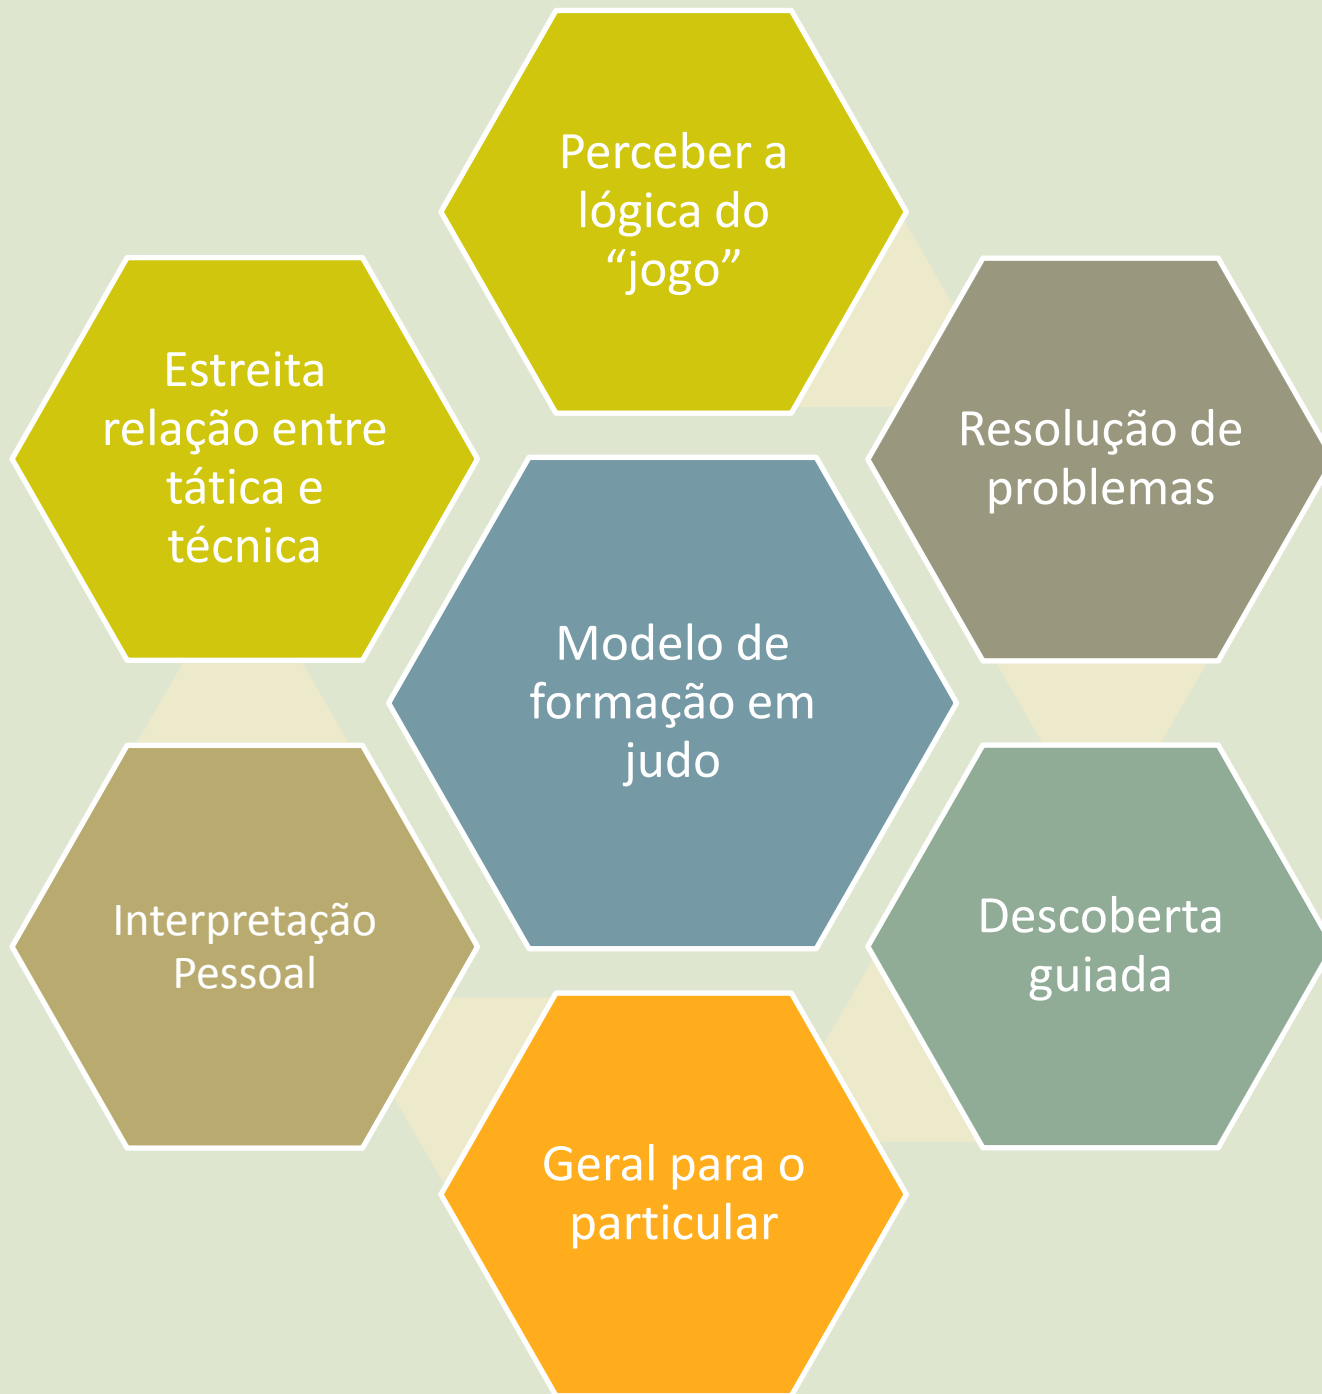 Perceber a
lógica do
“jogo”
Estreita
relação entre
tática e
técnica
Resolução de
problemas
Modelo de
formação em
judo
Interpretação
Pessoal
Descoberta
guiada
Geral para o
particular